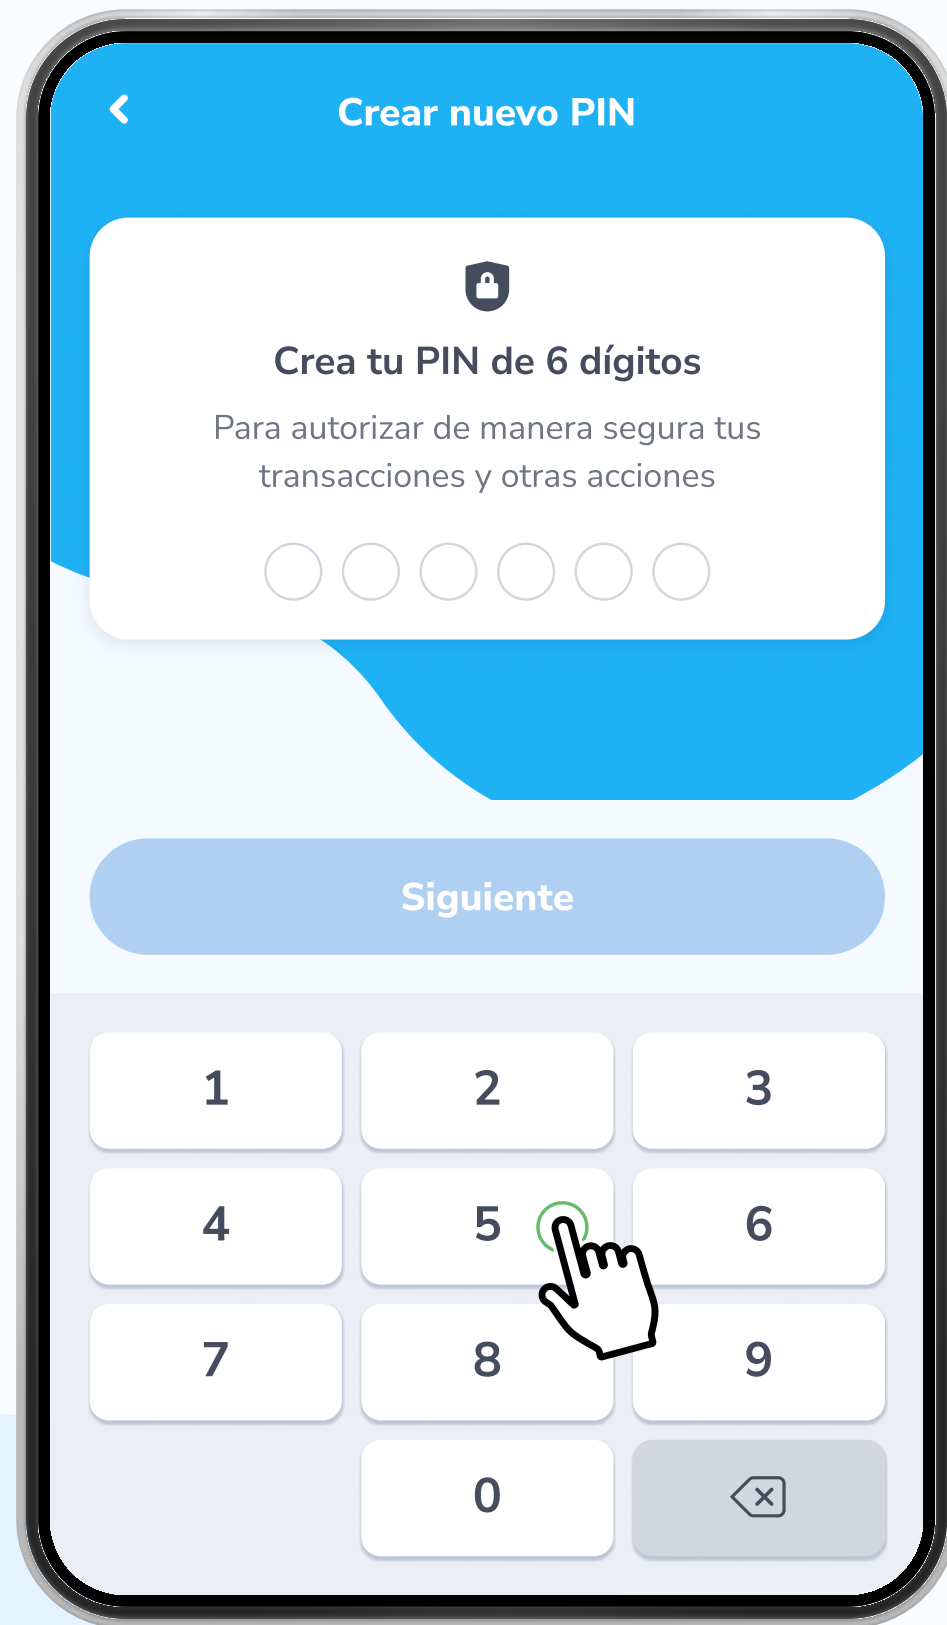 Crear nuevo PIN
Crea tu PIN de 6 dígitos
Para autorizar de manera segura tus
transacciones y otras acciones
Siguiente
1 2 3
4 5 6
7 8 9
0